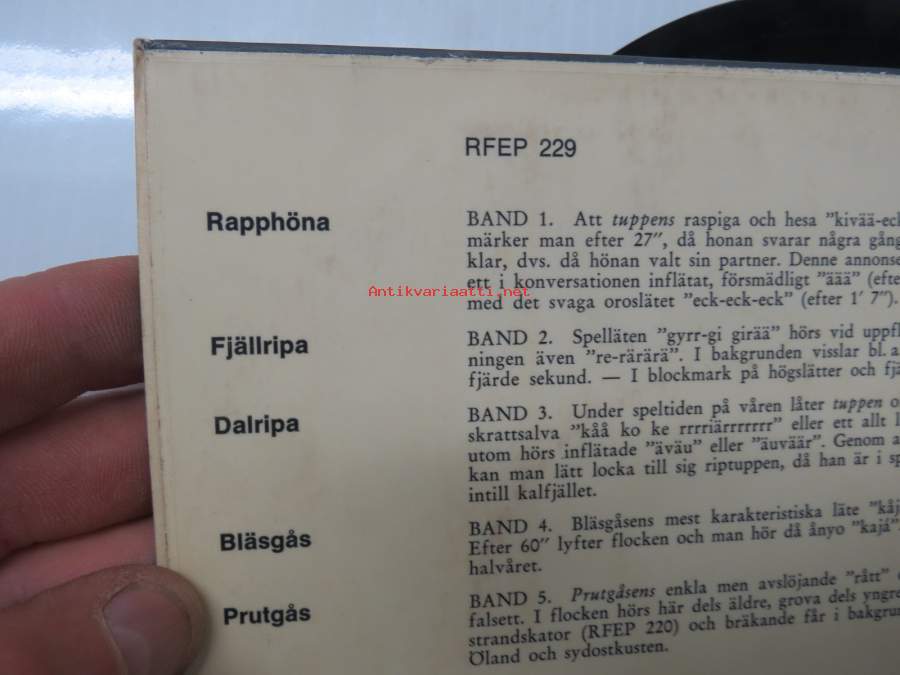 RFEP 229
Rapphöna
BAND 1. Att tuppens raspiga och hesa "kivää-eck
märker man efter 27", då honan svarar några gång
klar, dvs. då hönan valt sin partner. Denne annonse
ett i konversationen inflätat, försmädligt "äää" (efte
med det svaga oroslätet "eck-eck-eck" (efter 1' 7").
Antikvariaatti.net
Fjällripa
BAND 2. Spelläten "gyrr-gi girää" hörs vid uppfl
ningen även "re-rärärä". I bakgrunden visslar bl. a.
fjärde sekund. — I blockmark på högslätter och fjä
Dalripa
BAND 3. Under speltiden på våren låter tuppen o
skrattsalva "kåå ko ke rrrriärrrrrrr" eller ett allt l
utom hörs inflätade "äväu" eller "äuväär". Genom a
kan man lätt locka till sig riptuppen, då han är i sp
intill kalfjället.
Bläsgås
BAND 4. Bläsgåsens mest karakteristiska läte "kåj
Efter 60" lyfter flocken och man hör då ånyo "kajá".
halvåret.
Prutgås
BAND 5. Prutgåsens enkla men avslöjande "rått"
falsett. I flocken hörs här dels äldre, grova dels yngre
strandskator (RFEP 220) och bräkande får i bakgru
Öland och sydostkusten.